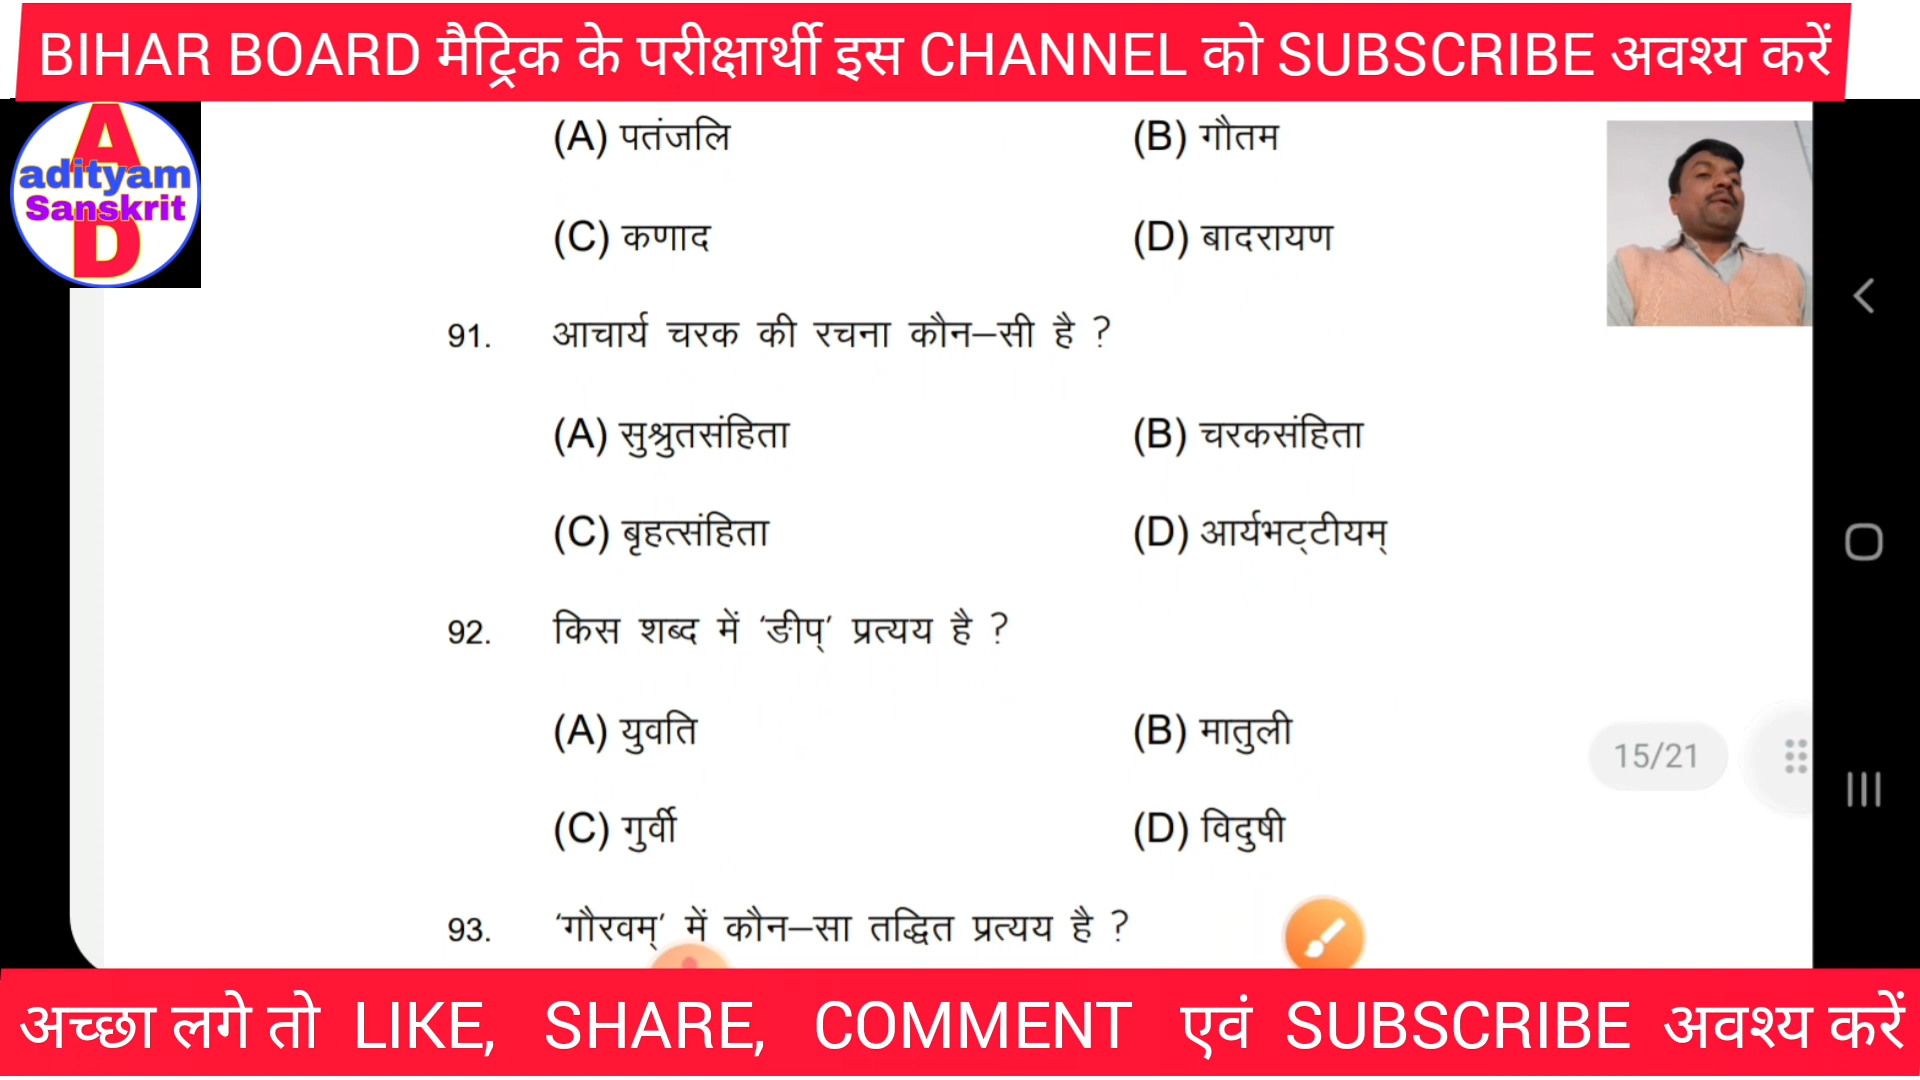 BIHAR BOARD मैट्रिक के परीक्षार्थी इस CHANNEL को SUBSCRIBE अवश्य करें
A
adityam
Sanskrit
D
(A) पतंजलि (B) गौतम
(C) कणाद (D) बादरायण
91. आचार्य चरक की रचना कौन–सी है ?
(A) सुश्रुतसंहिता (B) चरकसंहिता
(C) बृहत्संहिता (D) आर्यभट्टीयम्
92. किस शब्द में ‘ङीप्’ प्रत्यय है ?
(A) युवति (B) मातुली
15/21
(C) गुर्वी (D) विदुषी
93. ‘गौरवम्’ में कौन–सा तद्धित प्रत्यय है ?
अच्छा लगे तो LIKE, SHARE, COMMENT एवं SUBSCRIBE अवश्य करें